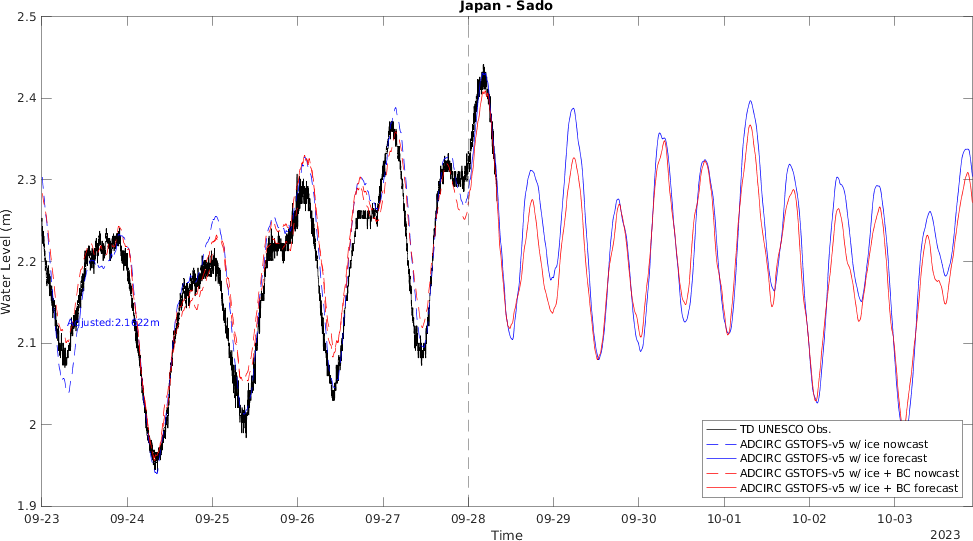 Japan - Sado
2.5
2.4
2.3
2.2
2.1
2
1.9
Water Level (m)
Adjusted:2.1622m
09-23
09-24
09-25
09-26
09-27
09-28
09-29
09-30
10-01
10-02
10-03
Time
2023
TD UNESCO Obs.
ADCIRC GSTOFS-v5 w/ ice nowcast
ADCIRC GSTOFS-v5 w/ ice forecast
ADCIRC GSTOFS-v5 w/ ice + BC nowcast
ADCIRC GSTOFS-v5 w/ ice + BC forecast